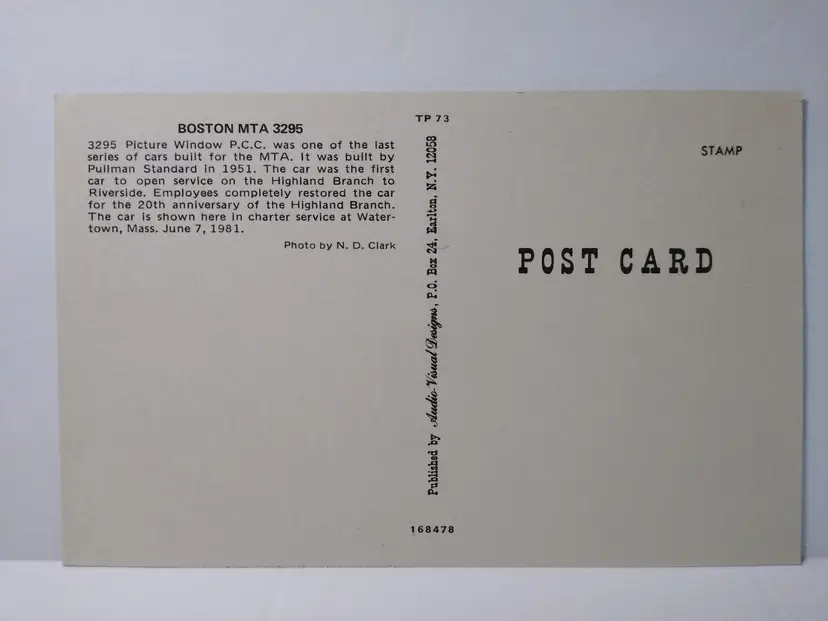 BOSTON MTA 3295
3295 Picture Window P.C.C. was one of the last
series of cars built for the MTA. It was built by
Pullman Standard in 1951. The car was the first
car to open service on the Highland Branch to
Riverside. Employees completely restored the car
for the 20th anniversary of the Highland Branch.
The car is shown here in charter service at Water-
town, Mass. June 7, 1981.
Photo by N. D. Clark
TP 73
Published by Audio-Visual Designs, P.O. Box 24, Earlton, N.Y. 12058
168478
STAMP
POST CARD